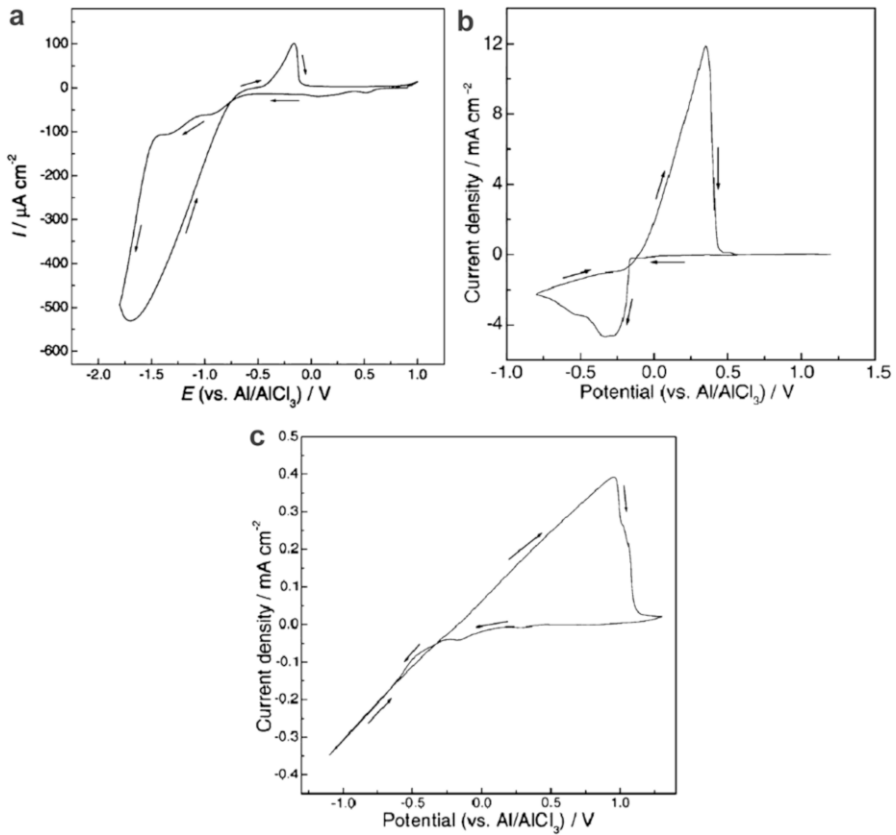 a
100
0
-100
-200
-300
-400
-500
-600
I / μA cm⁻²
-2.0 -1.5 -1.0 -0.5 0.0 0.5 1.0
E (vs. Al/AlCl₃) / V
b
12
8
4
0
-4
Current density / mA cm⁻²
-1.0 -0.5 0.0 0.5 1.0 1.5
Potential (vs. Al/AlCl₃) / V
c
0.5
0.4
0.3
0.2
0.1
0.0
-0.1
-0.2
-0.3
-0.4
Current density / mA cm⁻²
-1.0 -0.5 0.0 0.5 1.0
Potential (vs. Al/AlCl₃) / V